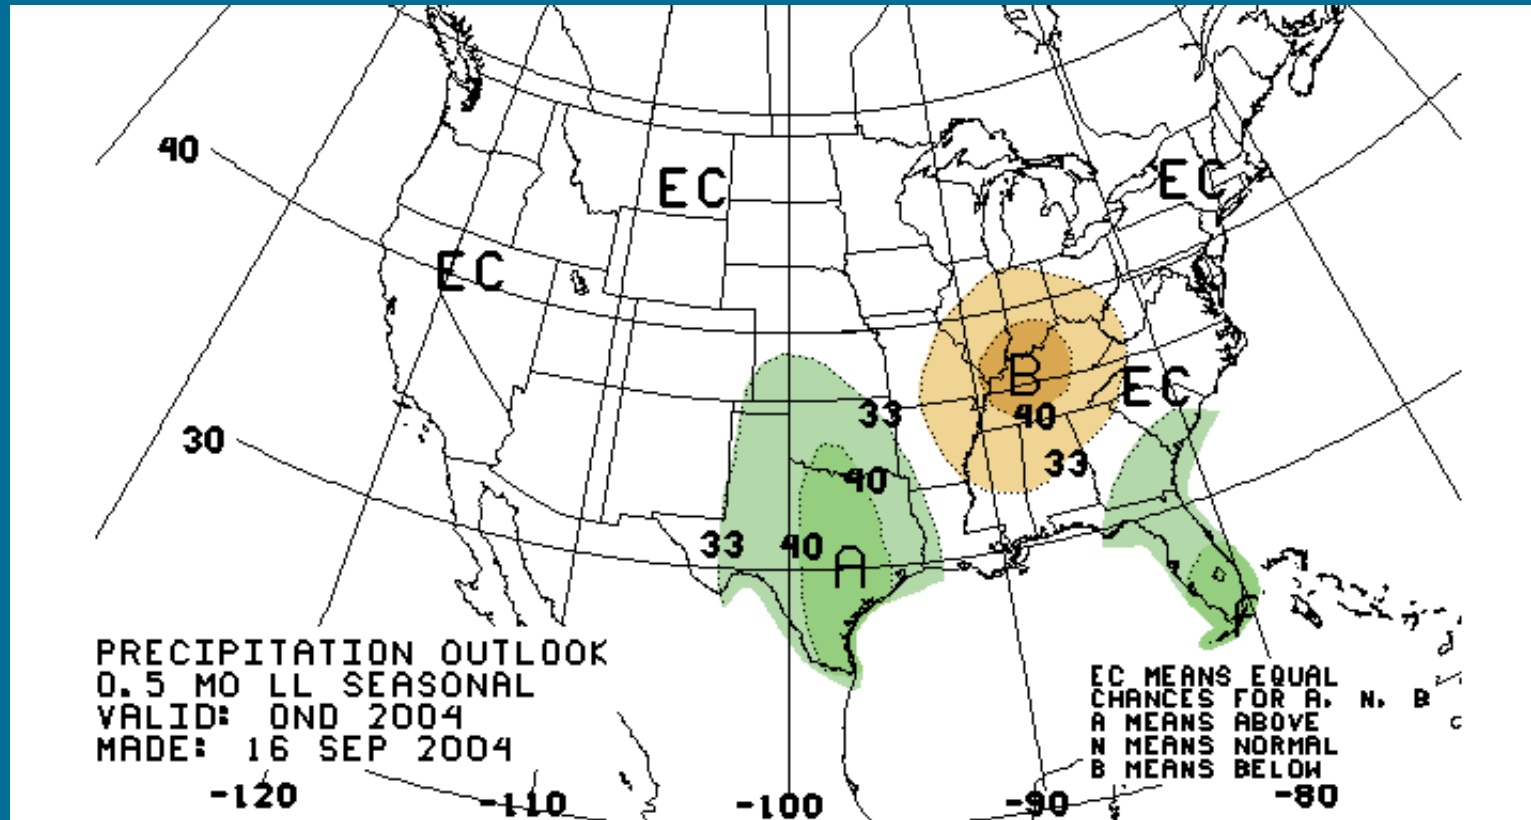 40
EC
EC
EC
B
EC
33
40
33
40
30
33
40
A
PRECIPITATION OUTLOOK
0.5 MO LL SEASONAL
VALID: OND 2004
MADE: 16 SEP 2004
EC MEANS EQUAL
CHANCES FOR A, N, B
A MEANS ABOVE
N MEANS NORMAL
B MEANS BELOW
-120
-110
-100
-90
-80